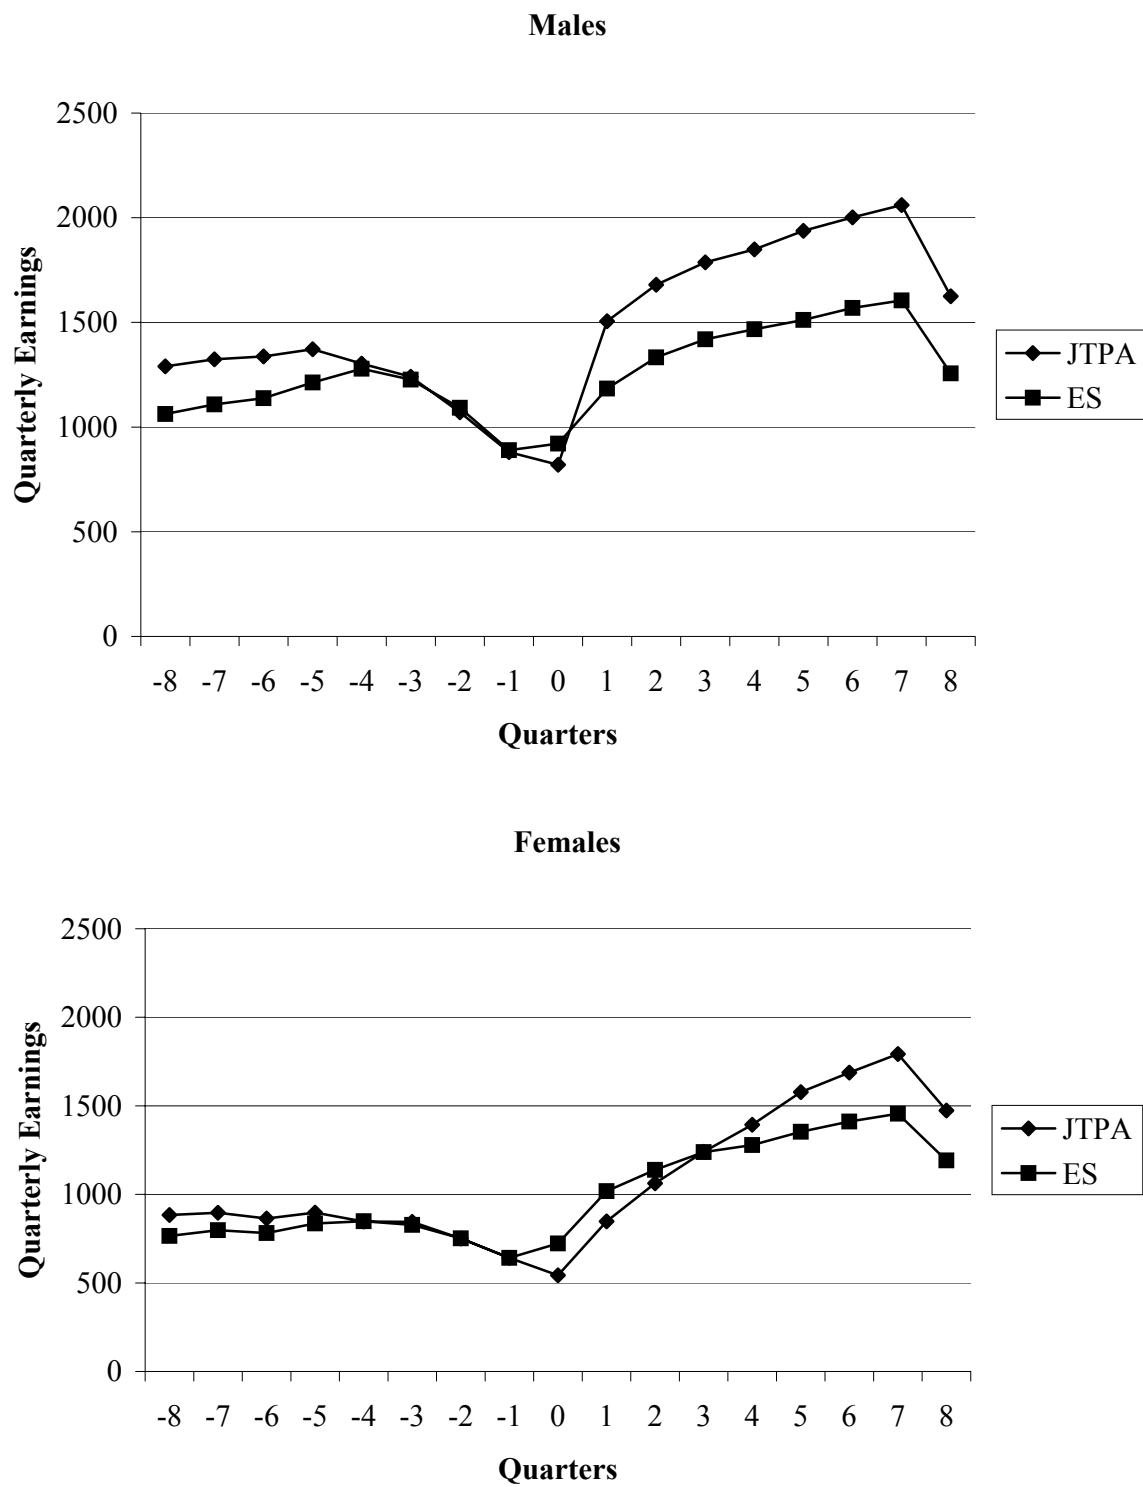 Males
2500
2000
1500
1000
500
0
Quarterly Earnings
-8 -7 -6 -5 -4 -3 -2 -1 0 1 2 3 4 5 6 7 8
Quarters
JTPA
ES
Females
2500
2000
1500
1000
500
0
Quarterly Earnings
-8 -7 -6 -5 -4 -3 -2 -1 0 1 2 3 4 5 6 7 8
Quarters
JTPA
ES